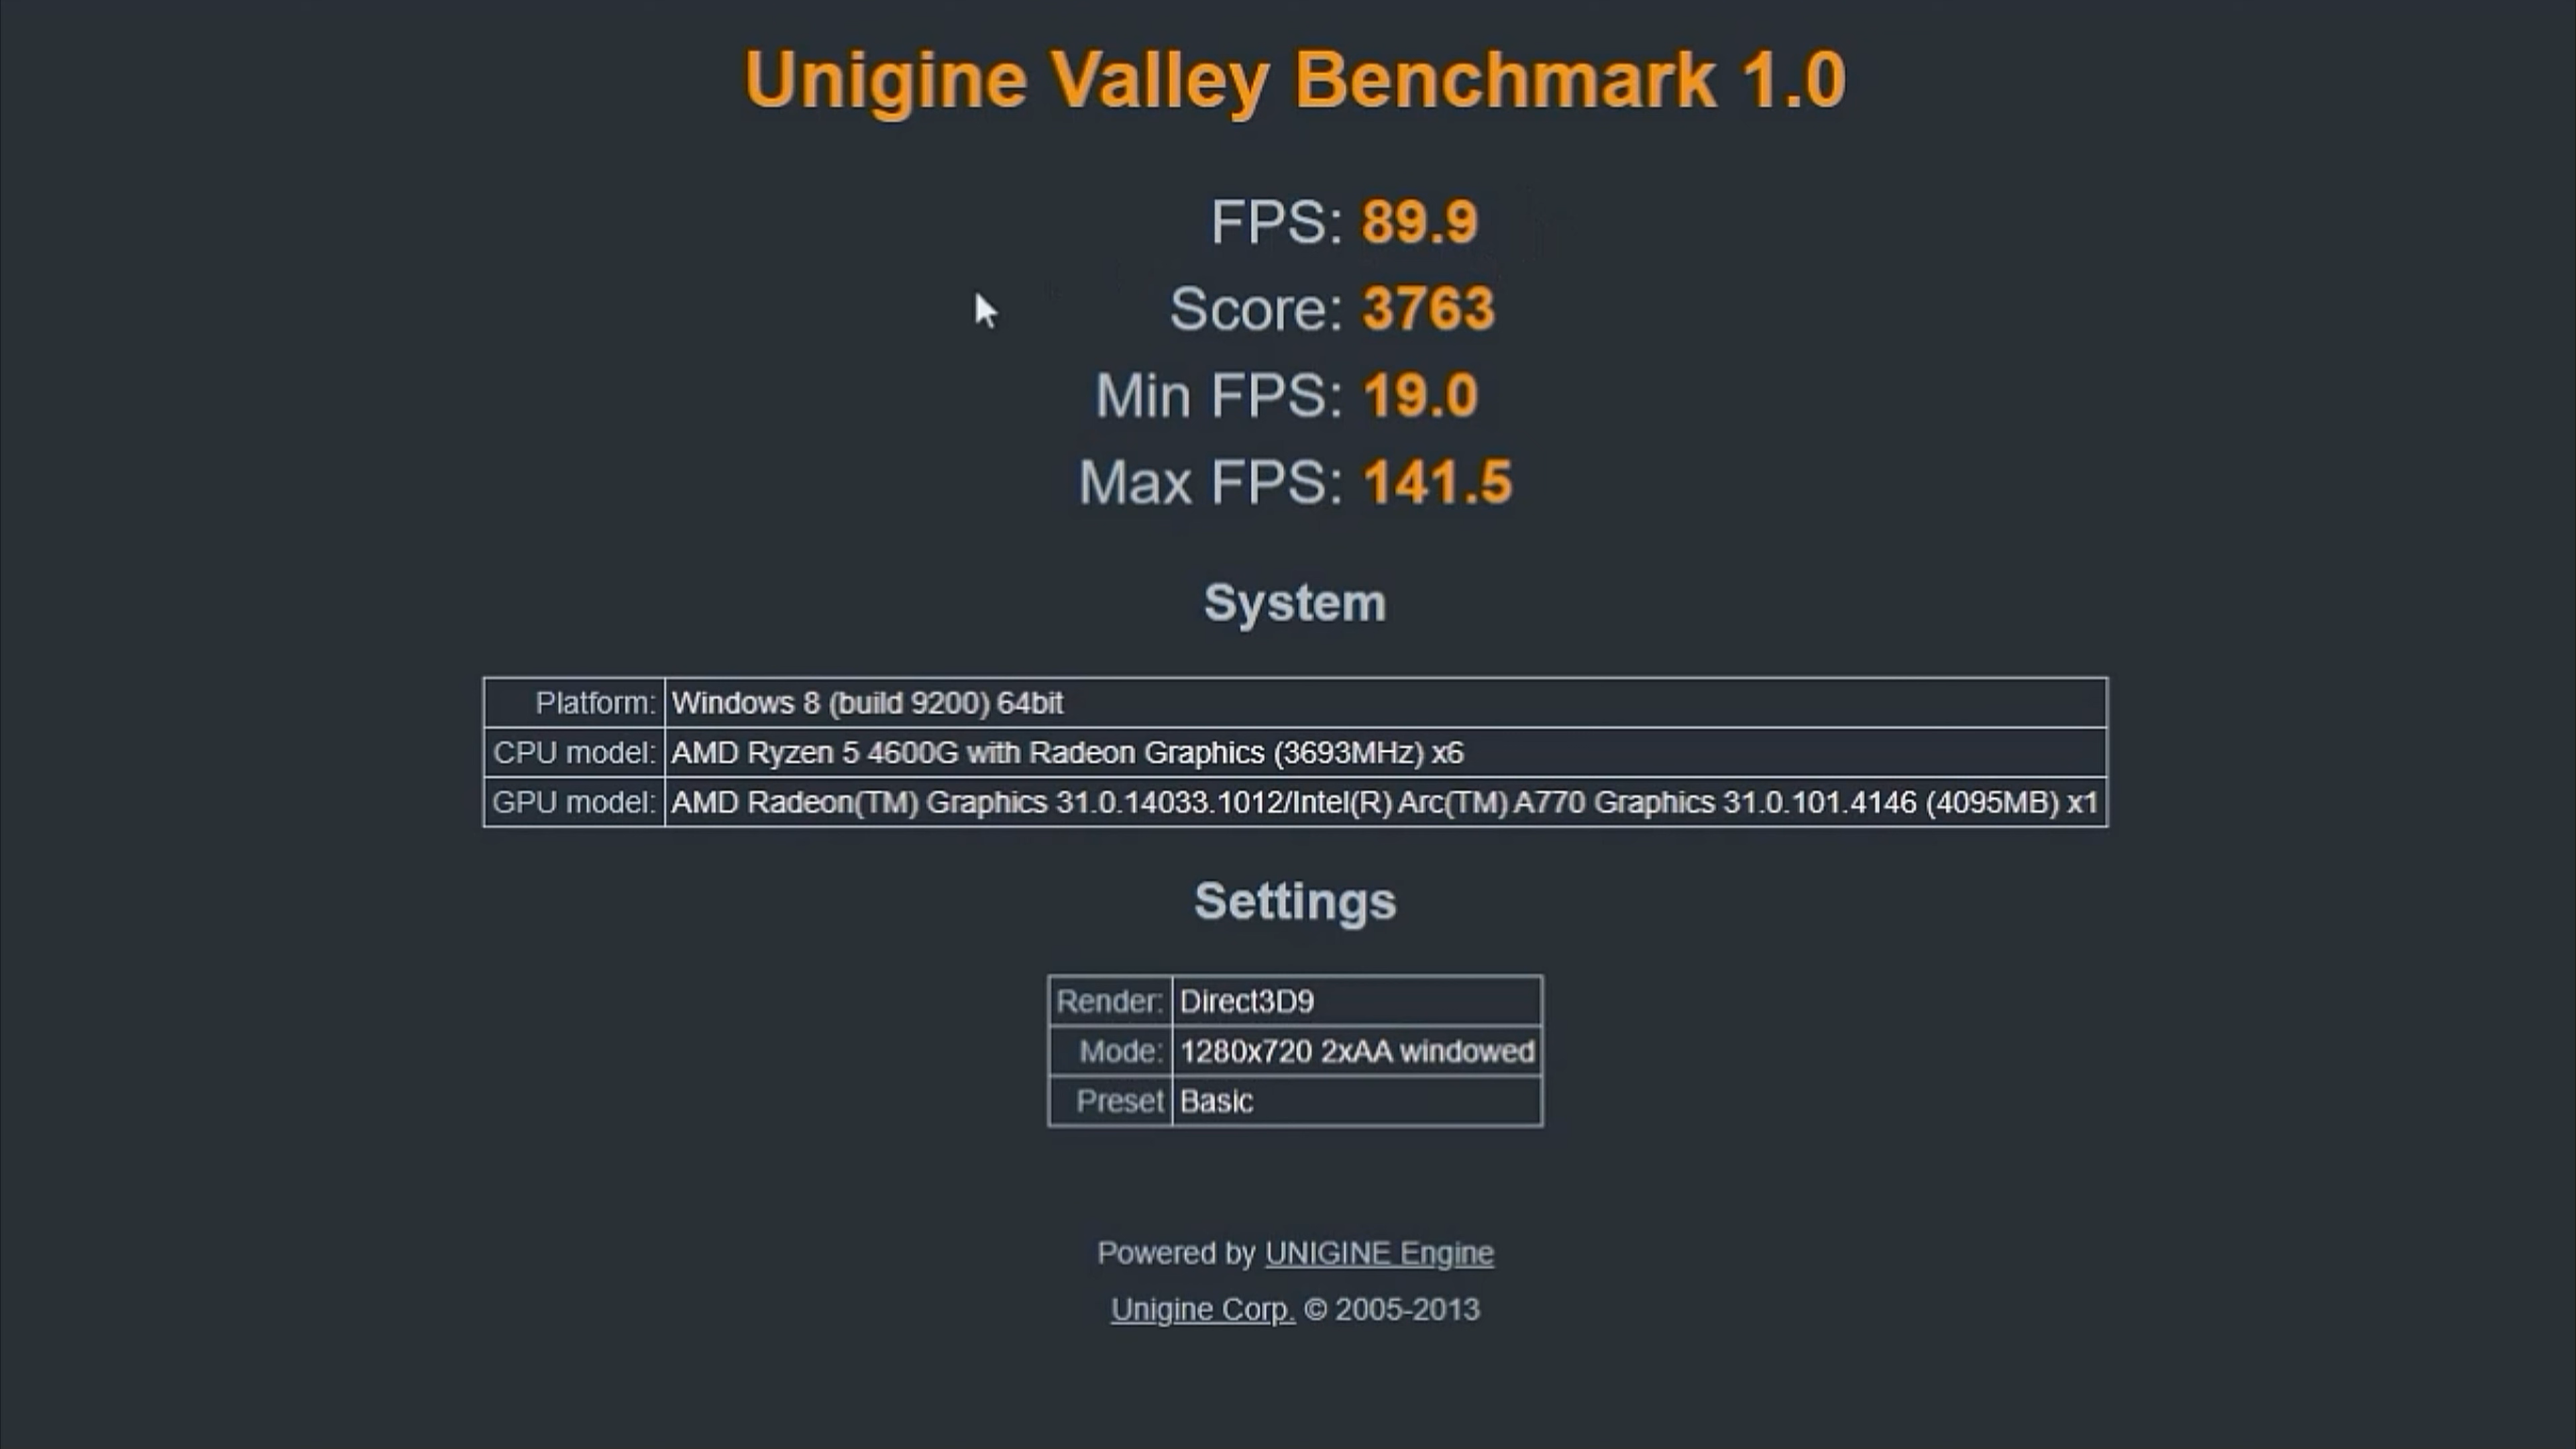 Unigine Valley Benchmark 1.0
FPS: 89.9
Score: 3763
Min FPS: 19.0
Max FPS: 141.5
System
Platform: Windows 8 (build 9200) 64bit
CPU model: AMD Ryzen 5 4600G with Radeon Graphics (3693MHz) x6
GPU model: AMD Radeon(TM) Graphics 31.0.14033.1012/Intel(R) Arc(TM) A770 Graphics 31.0.101.4146 (4095MB) x1
Settings
Render: Direct3D9
Mode: 1280x720 2xAA windowed
Preset Basic
Powered by UNIGINE Engine
Unigine Corp. © 2005-2013